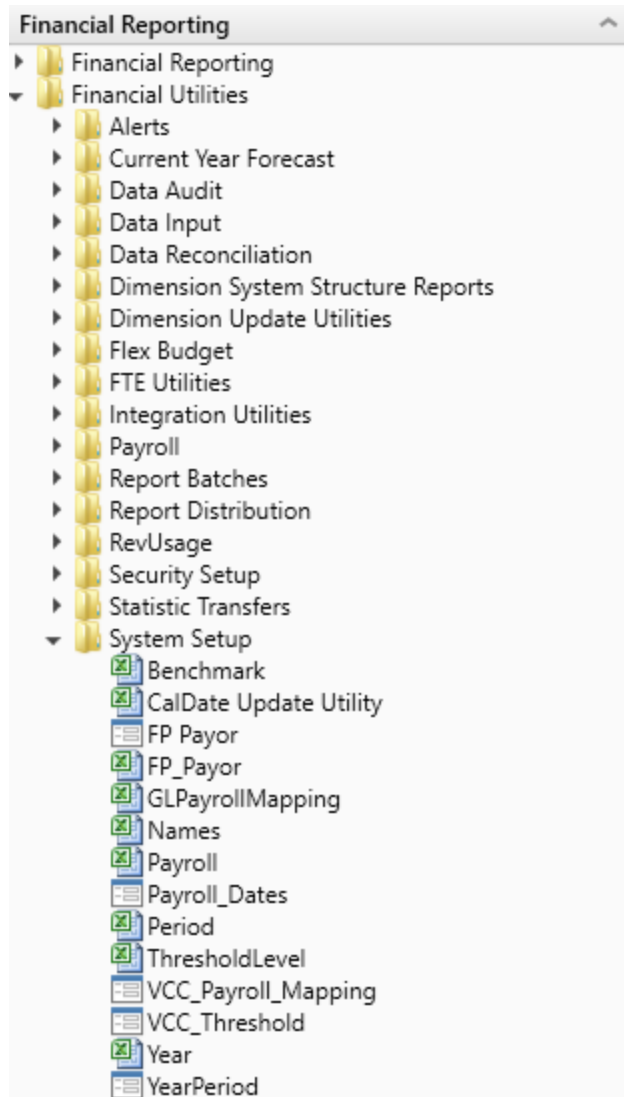 Financial Reporting
Financial Reporting
Financial Utilities
Alerts
Current Year Forecast
Data Audit
Data Input
Data Reconciliation
Dimension System Structure Reports
Dimension Update Utilities
Flex Budget
FTE Utilities
Integration Utilities
Payroll
Report Batches
Report Distribution
RevUsage
Security Setup
Statistic Transfers
System Setup
Benchmark
CalDate Update Utility
FP Payor
FP_Payor
GLPayrollMapping
Names
Payroll
Payroll_Dates
Period
ThresholdLevel
VCC_Payroll_Mapping
VCC_Threshold
Year
YearPeriod